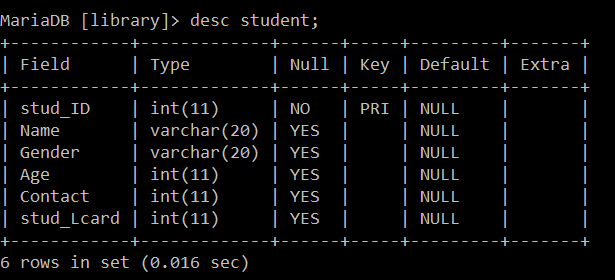 MariaDB [library]> desc student;
+------------+-------------+------+-----+---------+-------+
| Field      | Type        | Null | Key | Default | Extra |
+------------+-------------+------+-----+---------+-------+
| stud_ID    | int(11)     | NO   | PRI | NULL    |       |
| Name       | varchar(20) | YES  |     | NULL    |       |
| Gender     | varchar(20) | YES  |     | NULL    |       |
| Age        | int(11)     | YES  |     | NULL    |       |
| Contact    | int(11)     | YES  |     | NULL    |       |
| stud_Lcard | int(11)     | YES  |     | NULL    |       |
+------------+-------------+------+-----+---------+-------+
6 rows in set (0.016 sec)